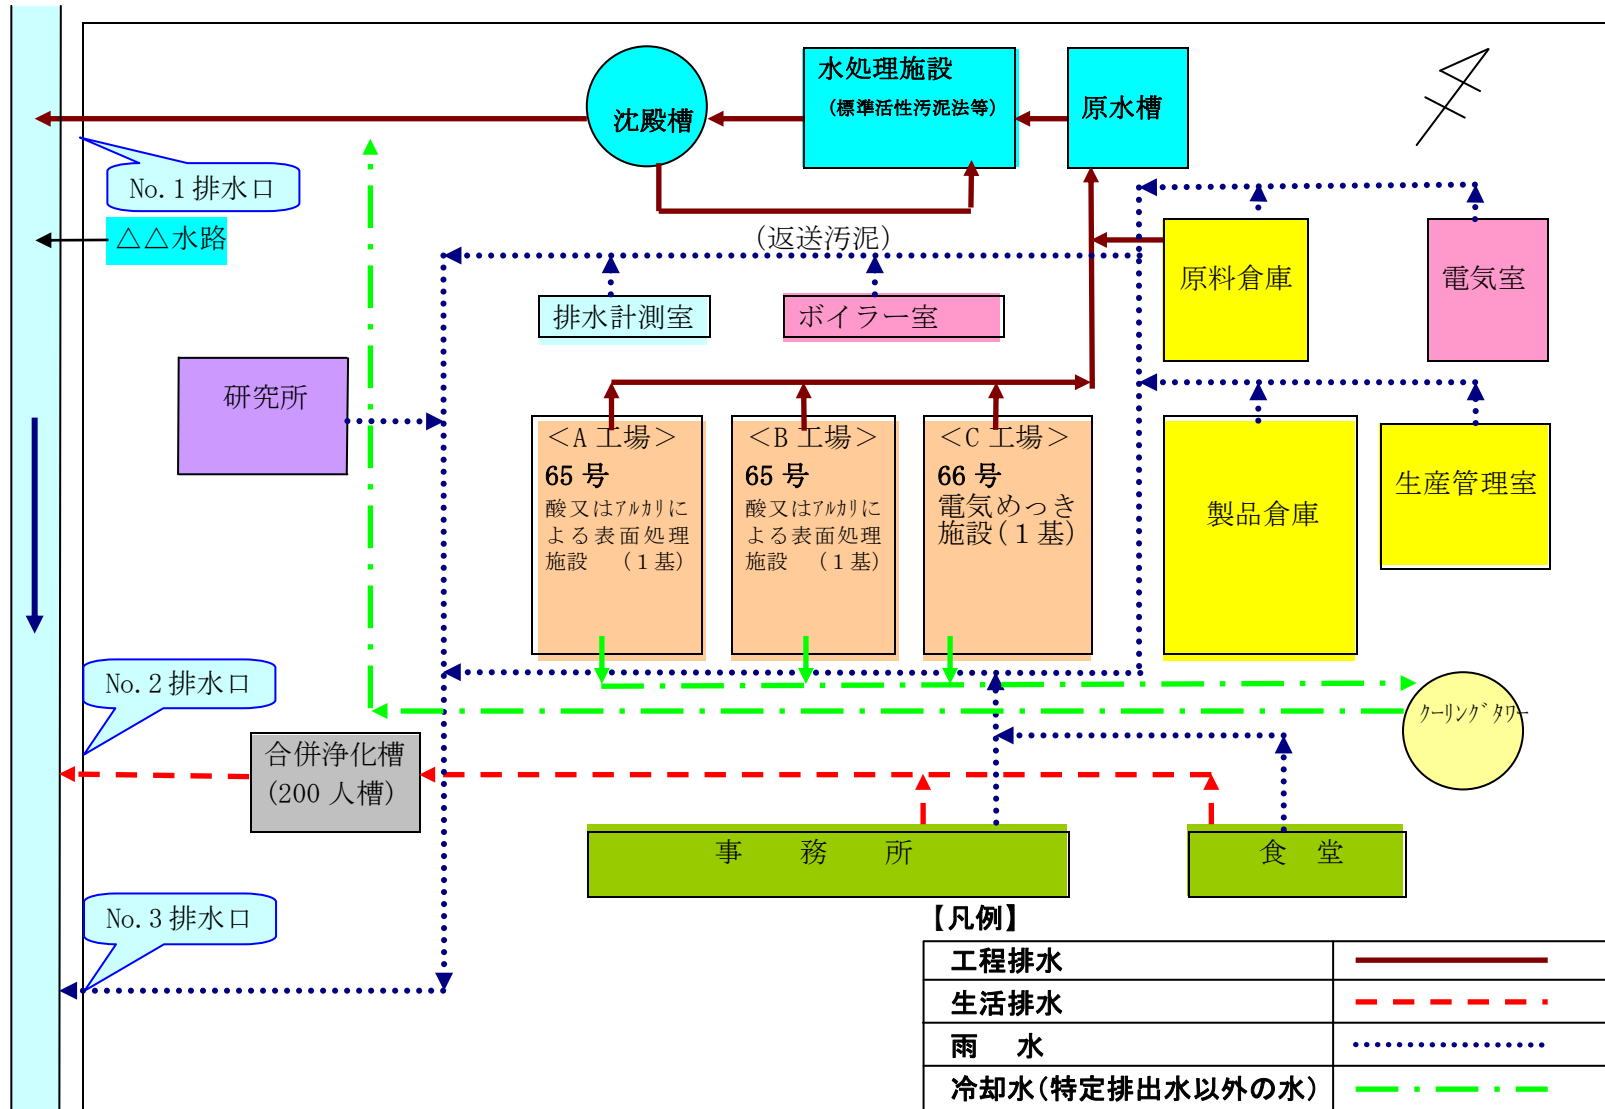 水処理施設
(標準活性汚泥法等)
沈殿槽
原水槽
No.1排水口
△△水路
(返送汚泥)
原料倉庫
電気室
排水計測室
ボイラー室
研究所
<A 工場>
65 号
酸又はアルカリに
よる表面処理
施設 (1基)
<B 工場>
65 号
酸又はアルカリに
よる表面処理
施設 (1基)
<C 工場>
66 号
電気めっき
施設(1基)
製品倉庫
生産管理室
No.2排水口
クーリングタワー
合併浄化槽
(200 人槽)
事 務 所
食 堂
No.3排水口
【凡例】
工程排水
生活排水
雨 水
冷却水(特定排出水以外の水)